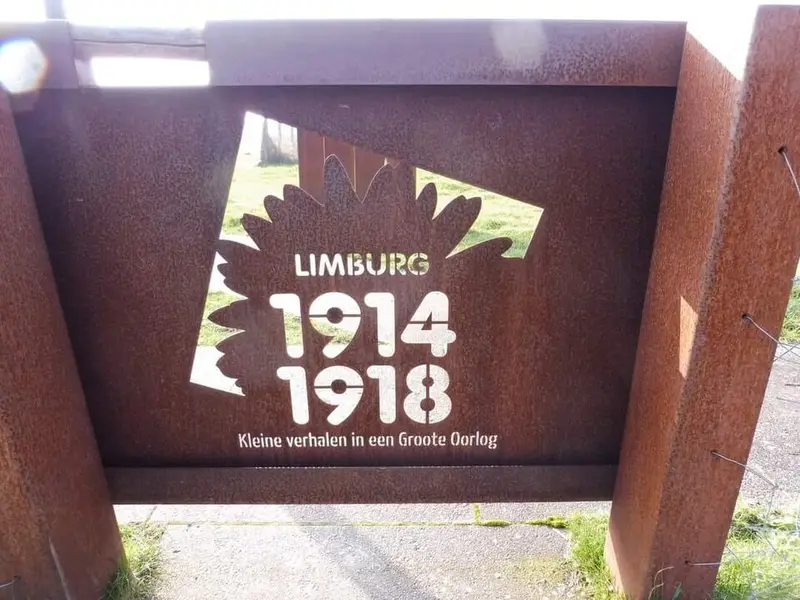 LIMBURG
1914
1918
Kleine verhalen in een Groote Oorlog